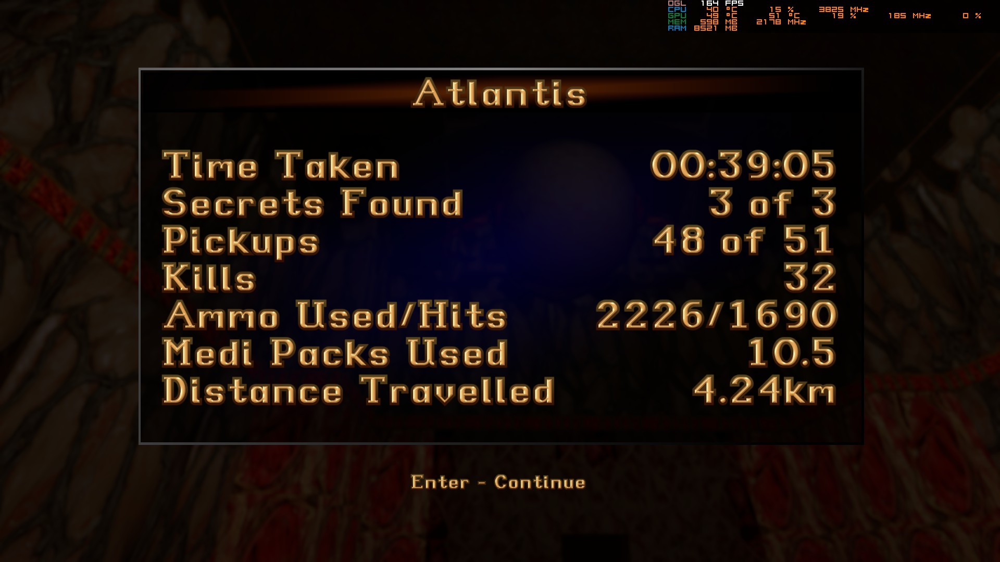 OGL 164 FPS
CPU 40 °C 15 % 3825 MHz
GPU 49 °C 51 °C 19 % 185 MHz 0 %
MEM 598 MB 2178 MHz
RAM 8521 MB
Atlantis
Time Taken 00:39:05
Secrets Found 3 of 3
Pickups 48 of 51
Kills 32
Ammo Used/Hits 2226/1690
Medi Packs Used 10.5
Distance Travelled 4.24km
Enter - Continue